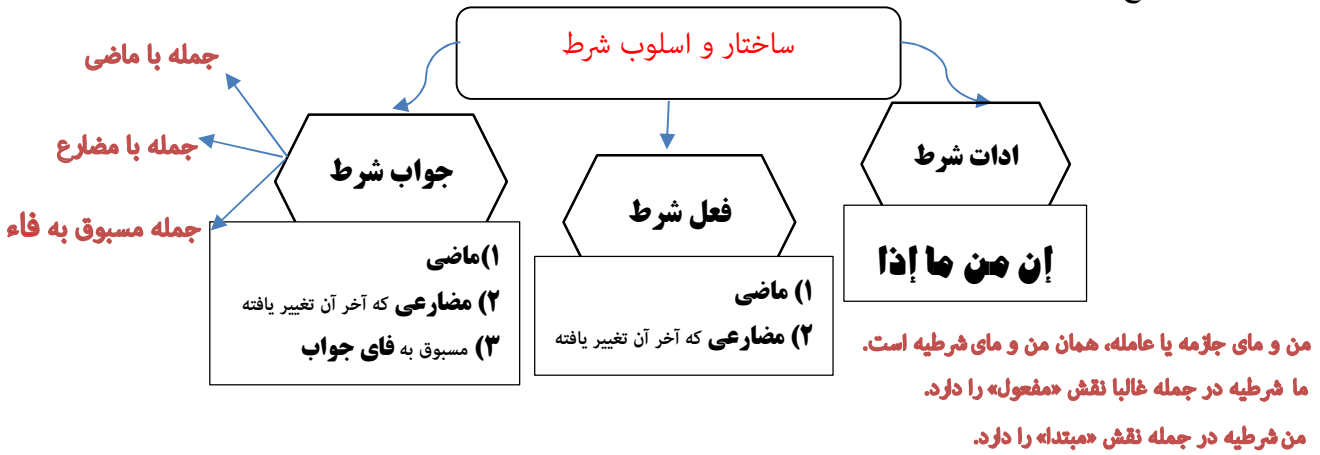 ساختار و اسلوب شرط
ادات شرط
إن من ما إذا
من و مای جازمه یا عامله، همان من و مای شرطیه است.
ما شرطیه در جمله غالبا نقش «مفعول» را دارد.
من شرطیه در جمله نقش «مبتدا» را دارد.
فعل شرط
۱) ماضی
۲) مضارعی که آخر آن تغییر یافته
جواب شرط
۱)ماضی
۲) مضارعی که آخر آن تغییر یافته
۳) مسبوق به فای جواب
جمله با ماضی
جمله با مضارع
جمله مسبوق به فاء